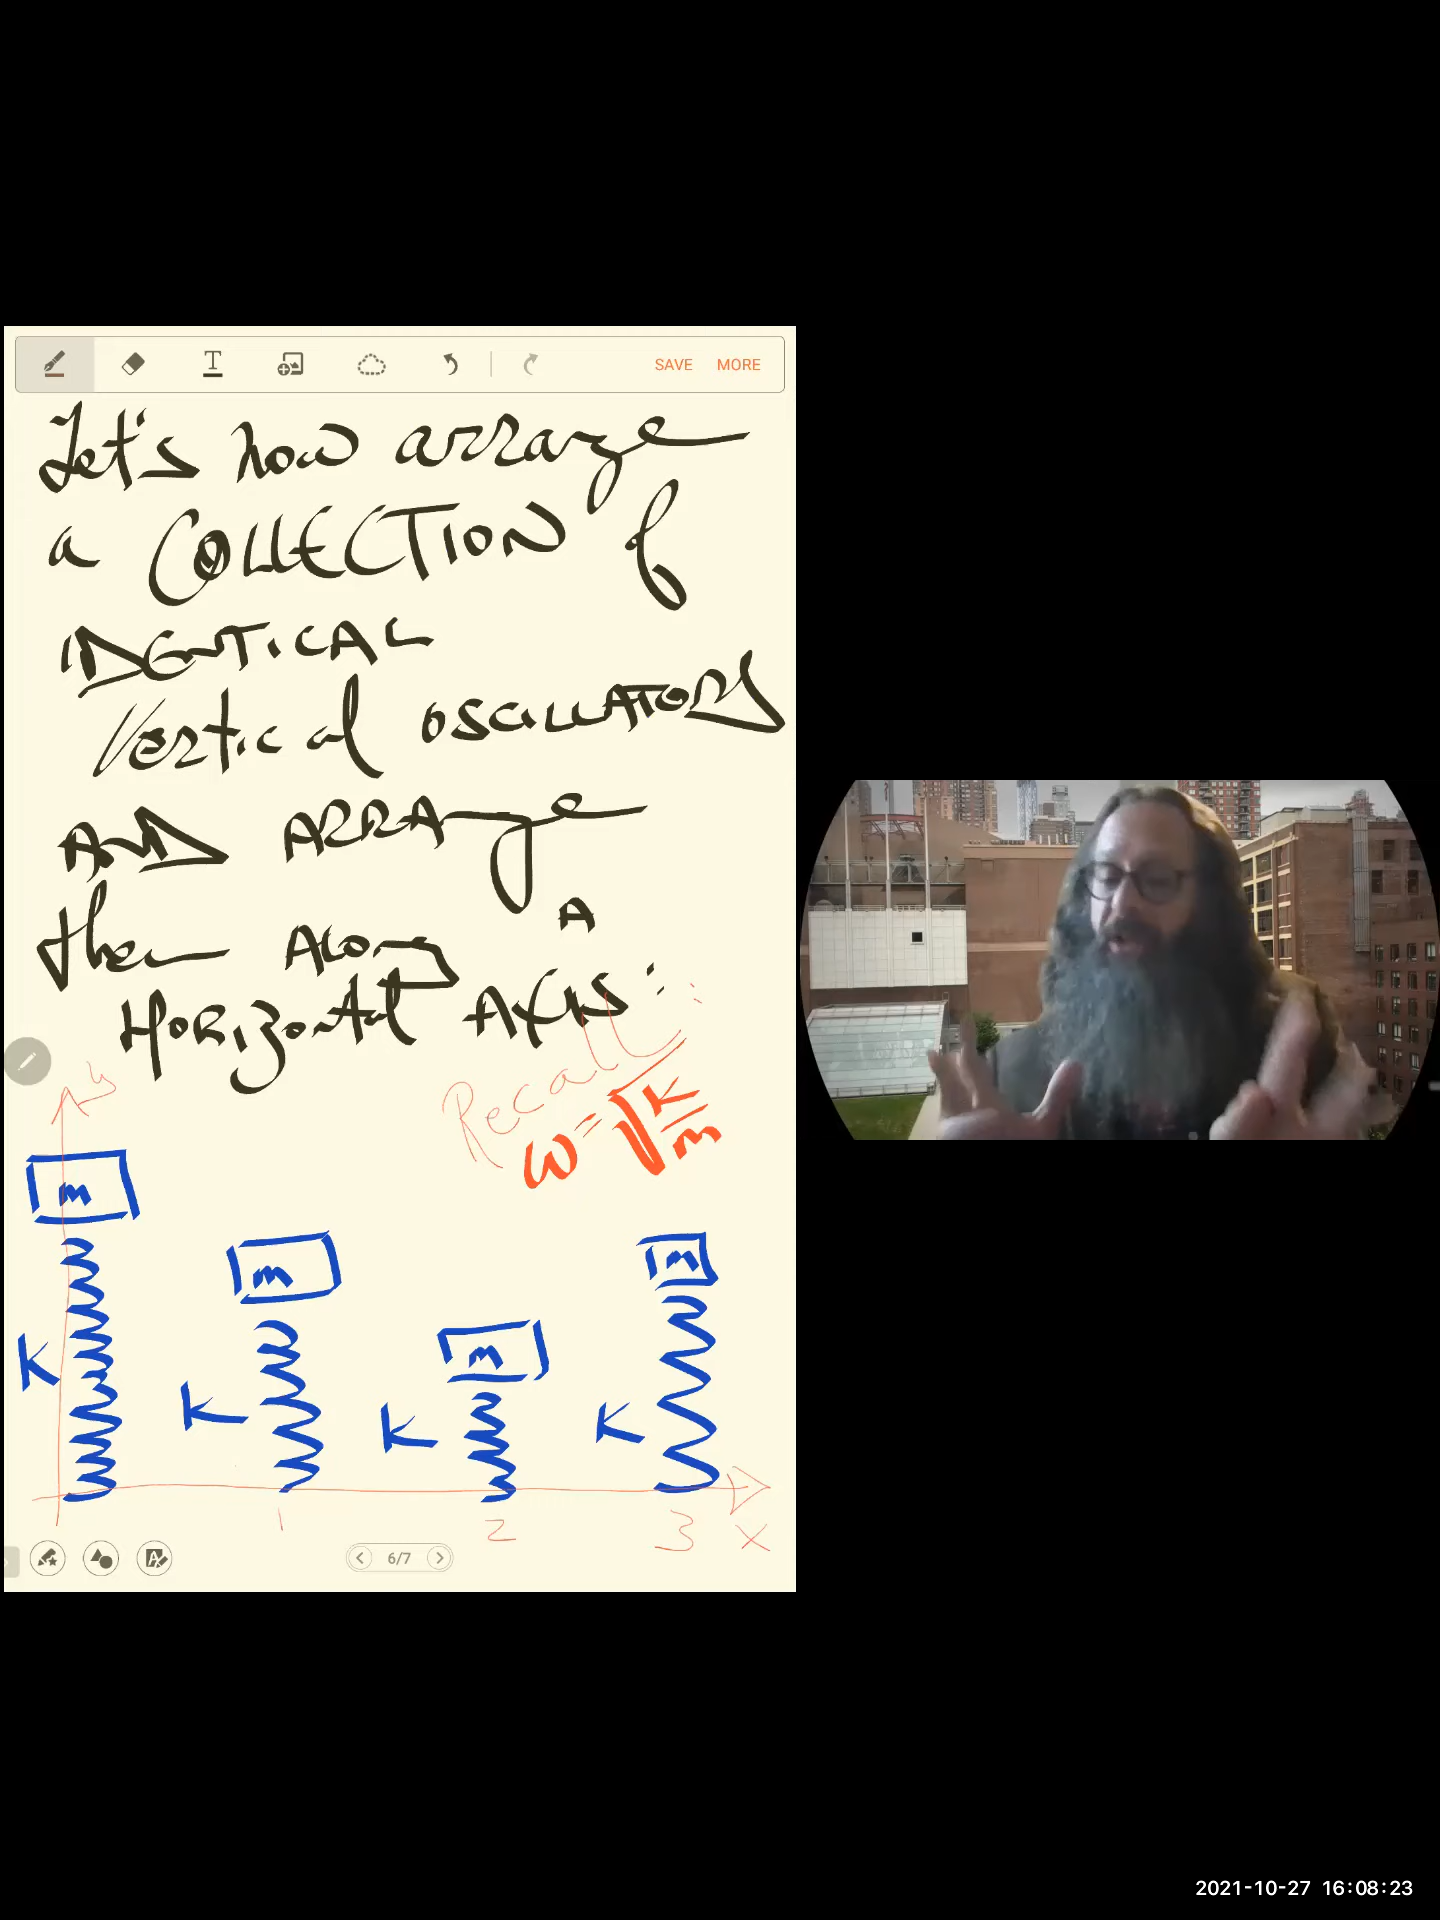 SAVE MORE
Let's now arrange
a COLLECTION of
IDENTICAL
Vertical OSCILLATORY
AND ARRAnge
them Along A
HORIZontal AXIS :
Recall :
ω = √K/m
y
m
m
m
m
K
K
K
K
1 2 3 x
6/7
2021-10-27 16:08:23